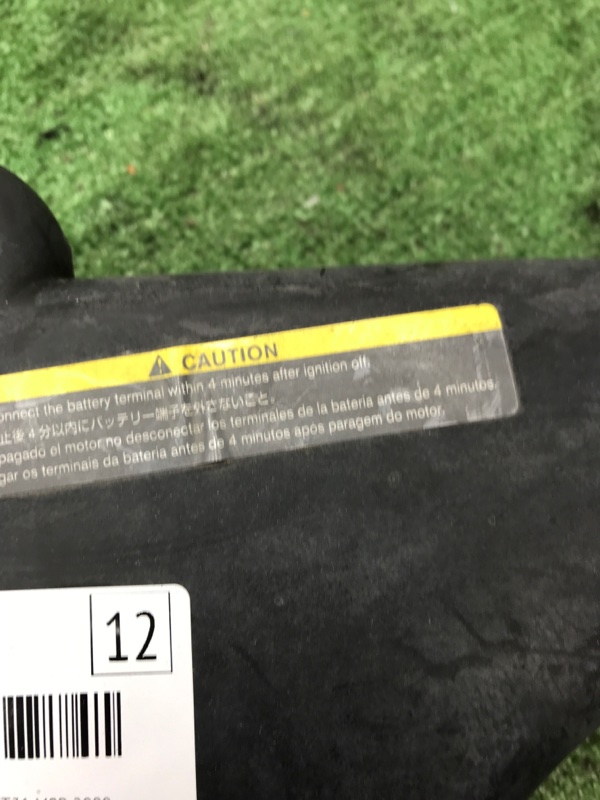 CAUTION
onnect the battery terminal within 4 minutes after ignition off.
止後4分以内にバッテリー端子を外さないこと。
pagado el motor,no desconectar los terminales de la batería antes de 4 minutos.
gar os terminais da bateria antes de 4 minutos após paragem do motor.
12